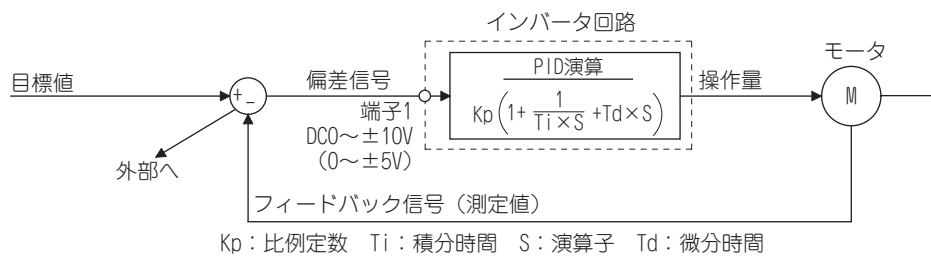 インバータ回路
モータ
目標値
偏差信号
PID演算
操作量
+
-
Kp(1+ 1/Ti×S +Td×S)
M
端子1
DC0～±10V
(0～±5V)
外部へ
フィードバック信号（測定値）
Kp：比例定数 Ti：積分時間 S：演算子 Td：微分時間